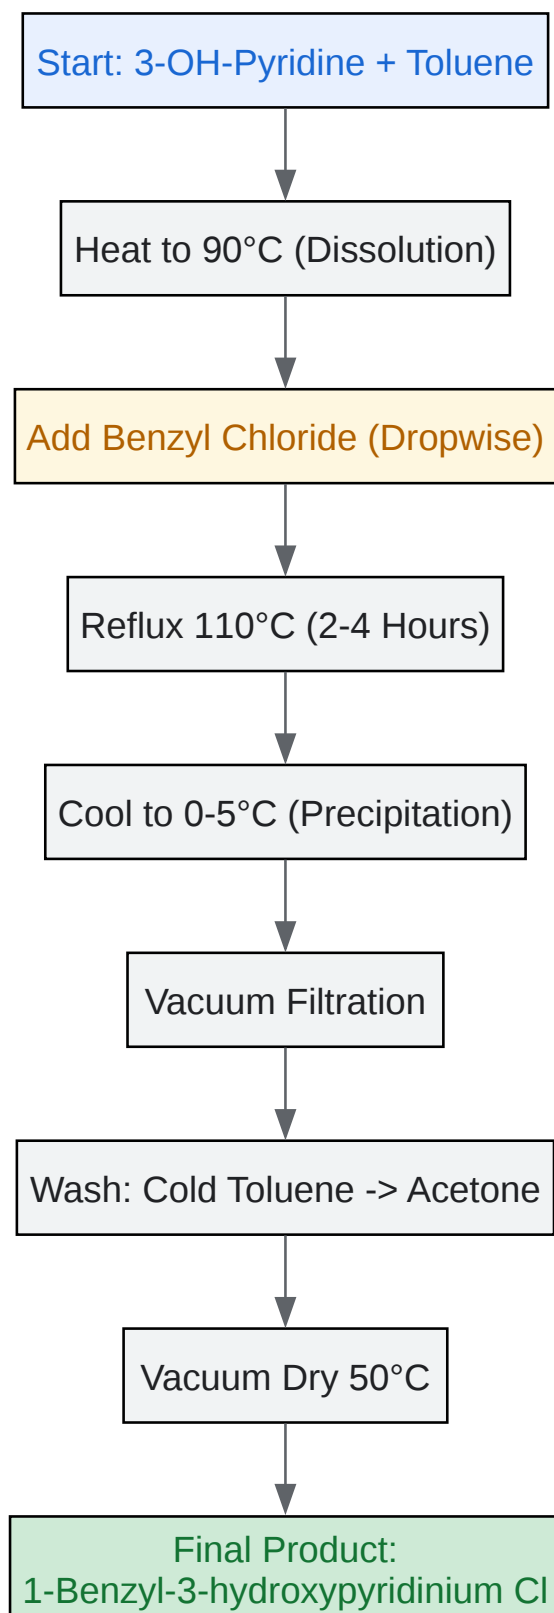 Start: 3-OH-Pyridine + Toluene
Heat to 90°C (Dissolution)
Add Benzyl Chloride (Dropwise)
Reflux 110°C (2-4 Hours)
Cool to 0-5°C (Precipitation)
Vacuum Filtration
Wash: Cold Toluene -> Acetone
Vacuum Dry 50°C
Final Product:
1-Benzyl-3-hydroxypyridinium Cl